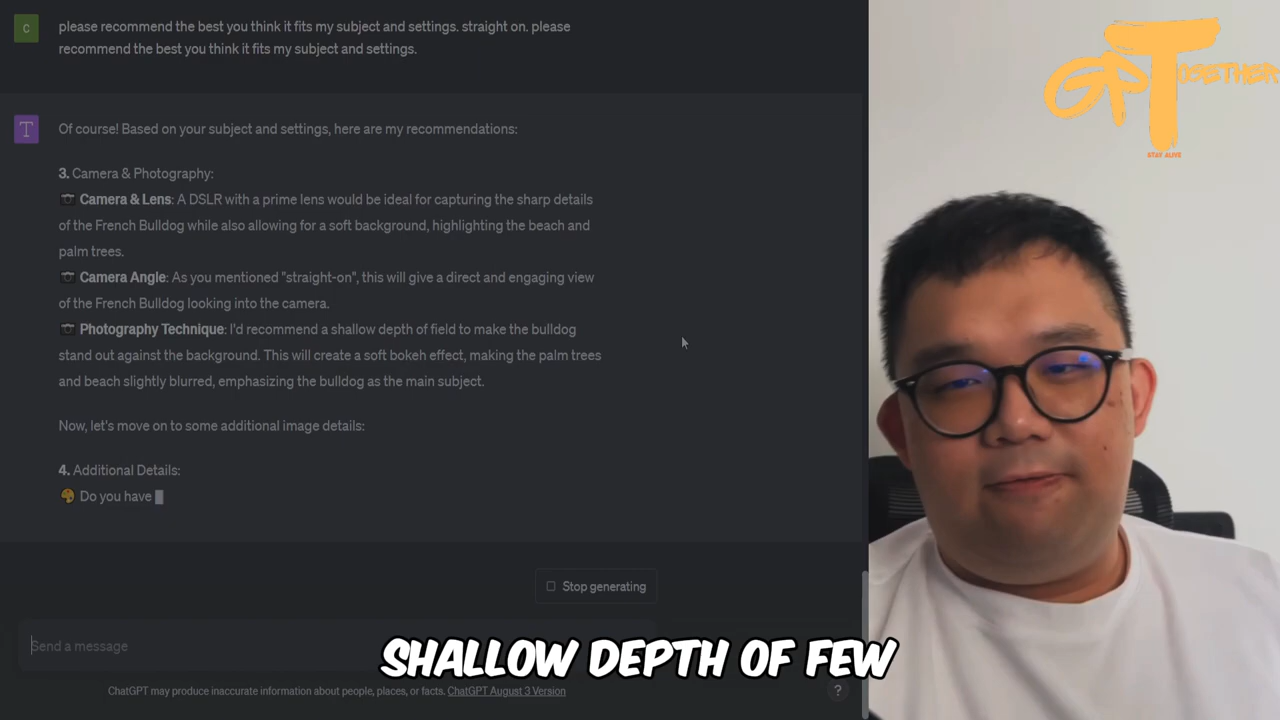 C
please recommend the best you think it fits my subject and settings. straight on. please
recommend the best you think it fits my subject and settings.
T
Of course! Based on your subject and settings, here are my recommendations:
3. Camera & Photography:
Camera & Lens: A DSLR with a prime lens would be ideal for capturing the sharp details
of the French Bulldog while also allowing for a soft background, highlighting the beach and
palm trees.
Camera Angle: As you mentioned "straight-on", this will give a direct and engaging view
of the French Bulldog looking into the camera.
Photography Technique: I'd recommend a shallow depth of field to make the bulldog
stand out against the background. This will create a soft bokeh effect, making the palm trees
and beach slightly blurred, emphasizing the bulldog as the main subject.
Now, let's move on to some additional image details:
4. Additional Details:
Do you have
Stop generating
Send a message
ChatGPT may produce inaccurate information about people, places, or facts. ChatGPT August 3 Version
?
GPTOGETHER
STAY ALIVE
SHALLOW DEPTH OF FEW